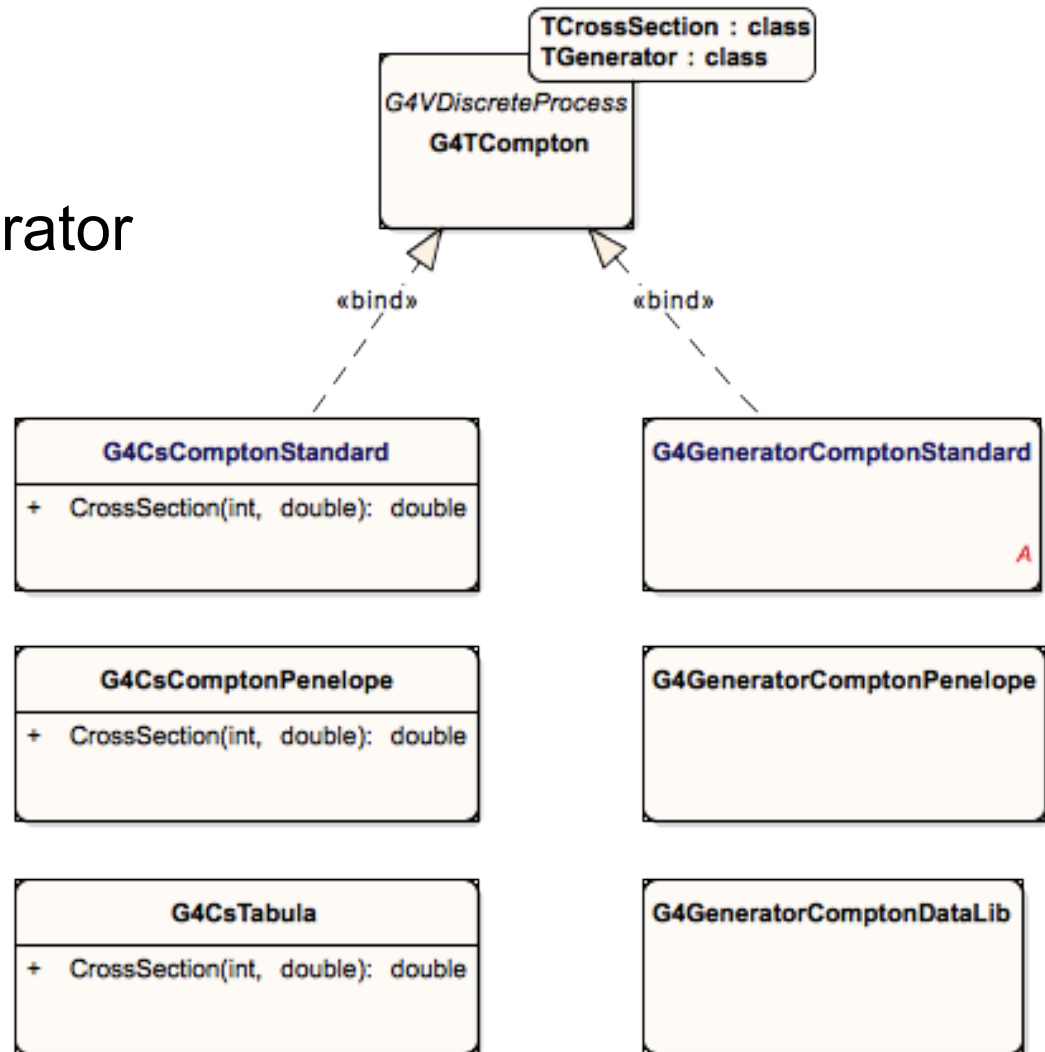 TCrossSection : class
TGenerator : class
G4VDiscreteProcess
G4TCompton
rator
«bind»
«bind»
G4CsComptonStandard
+ CrossSection(int, double): double
G4GeneratorComptonStandard
A
G4CsComptonPenelope
+ CrossSection(int, double): double
G4GeneratorComptonPenelope
G4CsTabula
+ CrossSection(int, double): double
G4GeneratorComptonDataLib